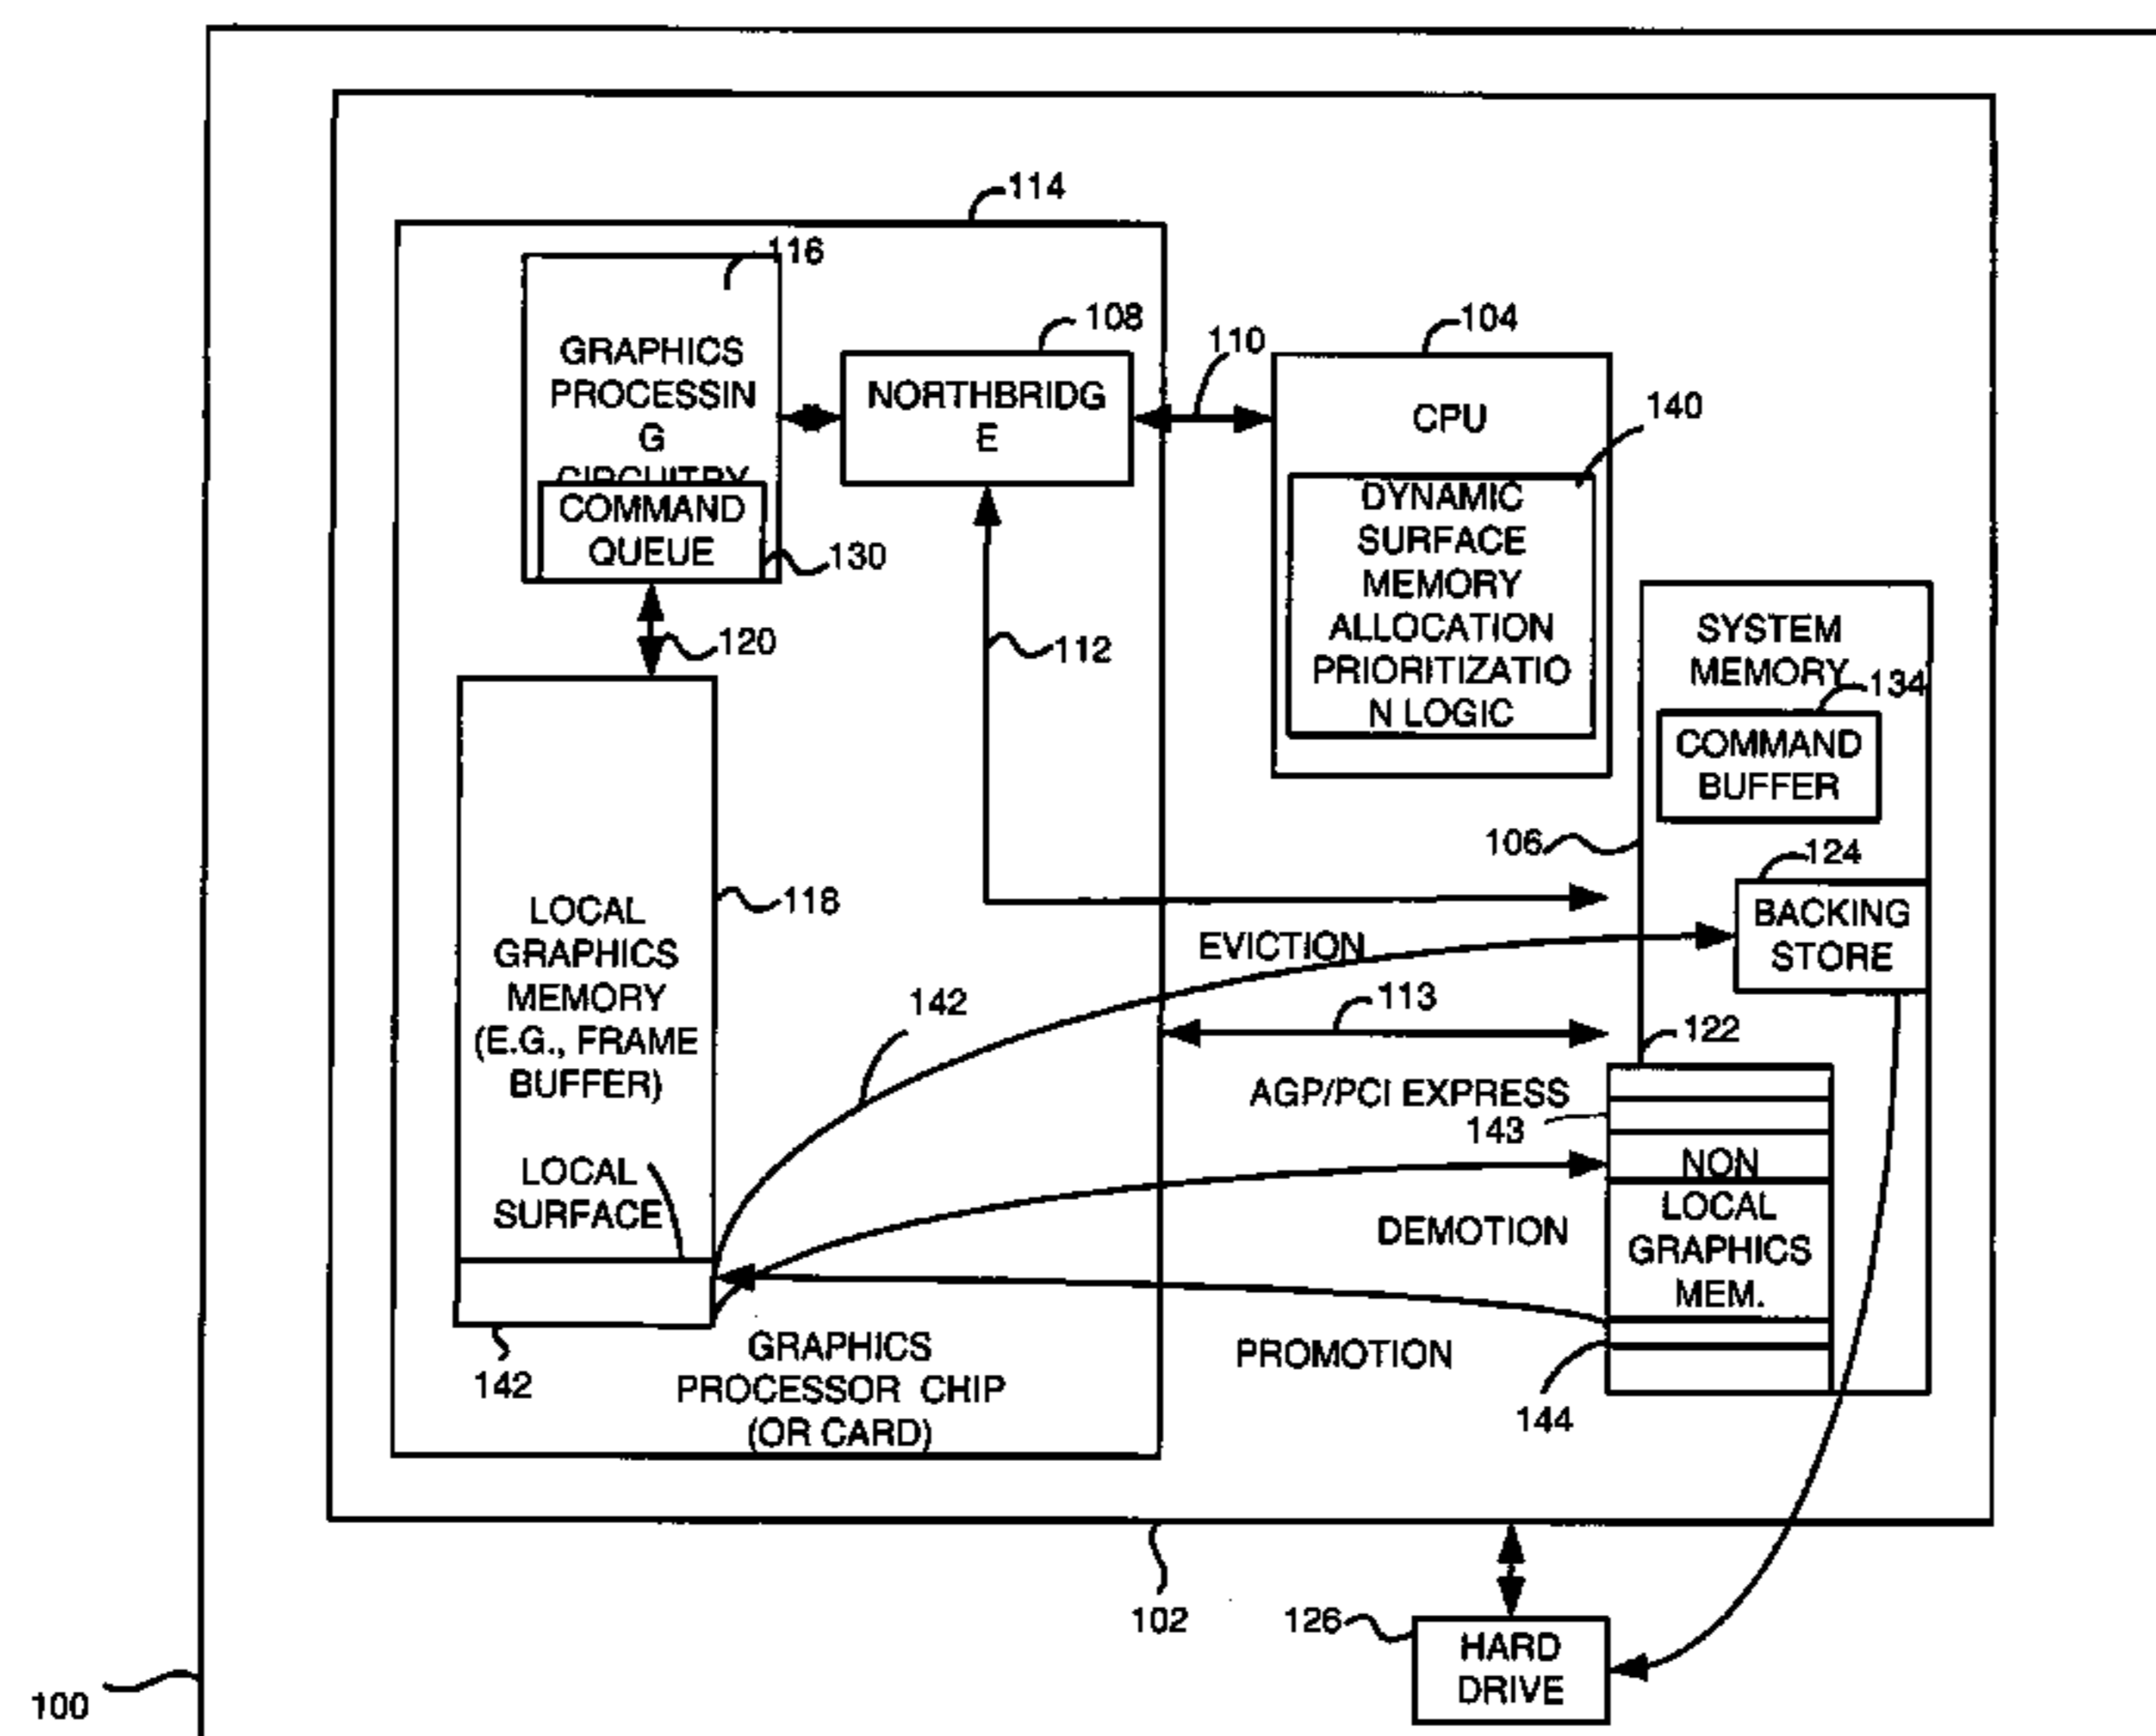 114
116
GRAPHICS
PROCESSIN
G
CIRCUITRY
COMMAND
QUEUE
130
108
NORTHBRIDG
E
110
104
CPU
140
DYNAMIC
SURFACE
MEMORY
ALLOCATION
PRIORITIZATIO
N LOGIC
120
112
SYSTEM
MEMORY
134
COMMAND
BUFFER
106
124
BACKING
STORE
118
LOCAL
GRAPHICS
MEMORY
(E.G., FRAME
BUFFER)
EVICTION
142
113
122
AGP/PCI EXPRESS
143
NON
LOCAL
GRAPHICS
MEM.
LOCAL
SURFACE
DEMOTION
PROMOTION
144
142
GRAPHICS
PROCESSOR CHIP
(OR CARD)
102
126
HARD
DRIVE
100